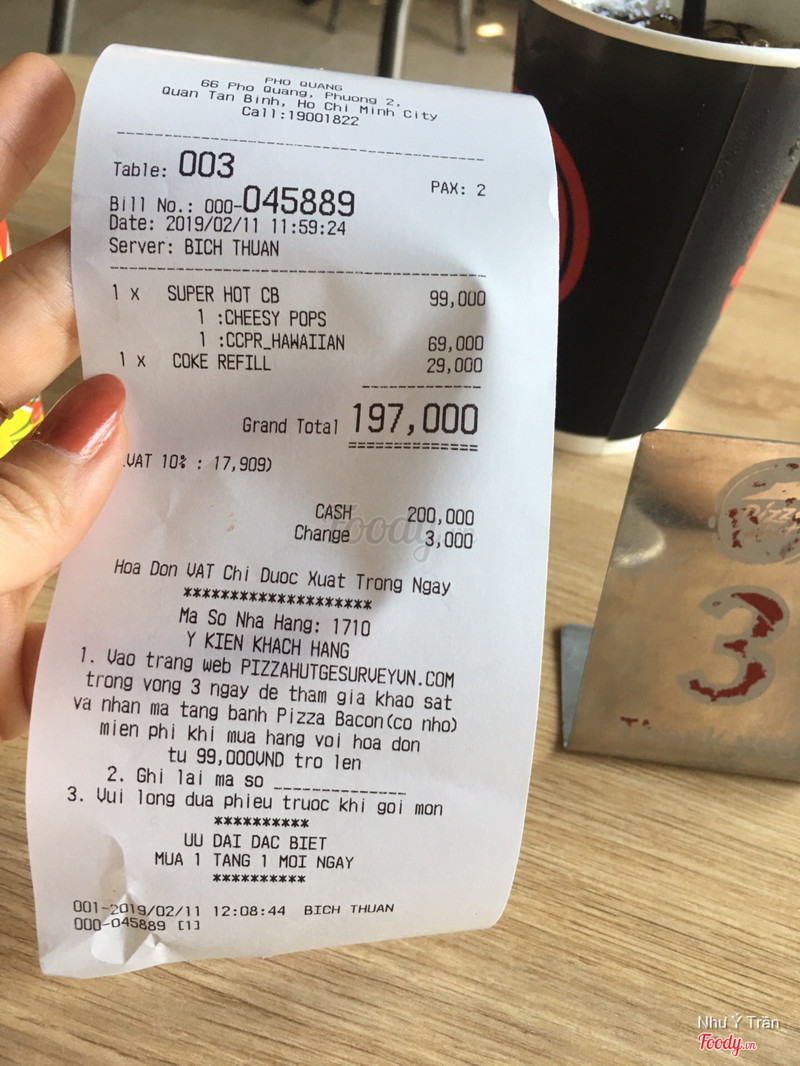 PHO QUANG
66 Pho Quang, Phuong 2,
Quan Tan Binh, Ho Chi Minh City
Call:19001822
Table: 003
PAX: 2
Bill No.: 000-045889
Date: 2019/02/11 11:59:24
Server: BICH THUAN
1 x SUPER HOT CB 99,000
1 :CHEESY POPS
1 :CCPR_HAWAIIAN 69,000
1 x COKE REFILL 29,000
Grand Total 197,000
VAT 10% : 17,909)
CASH 200,000
Change 3,000
Foody.vn
Hoa Don VAT Chi Duoc Xuat Trong Ngay
********************
Ma So Nha Hang: 1710
Y KIEN KHACH HANG
1. Vao trang web PIZZAHUTGESURVEYVN.COM
trong vong 3 ngay de tham gia khao sat
va nhan ma tang banh Pizza Bacon(co nho)
mien phi khi mua hang voi hoa don
tu 99,000VND tro len
2. Ghi lai ma so ______________
3. Vui long dua phieu truoc khi goi mon
**********
UU DAI DAC BIET
MUA 1 TANG 1 MOI NGAY
**********
001-2019/02/11 12:08:44 BICH THUAN
000-045889 [1]
3
Như Ý Trần
Foody.vn